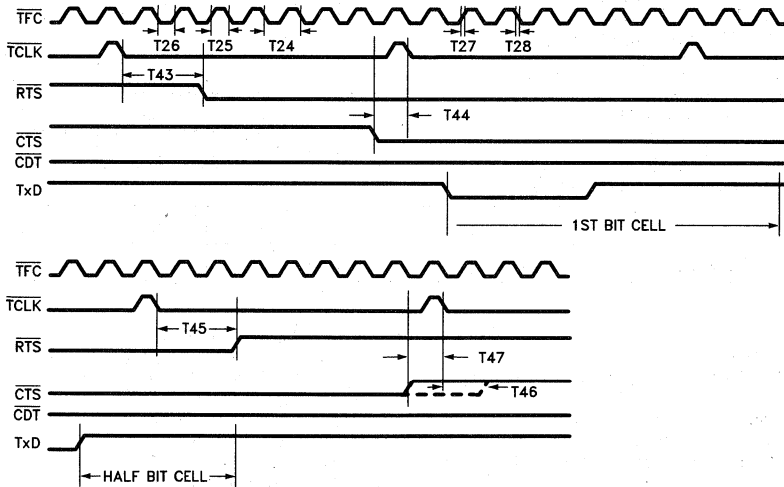 TFC
T26 T25 T24 T27 T28
TCLK
T43
RTS
T44
CTS
CDT
TxD
1ST BIT CELL
TFC
TCLK
T45
RTS
T47
CTS
T46
CDT
TxD
HALF BIT CELL